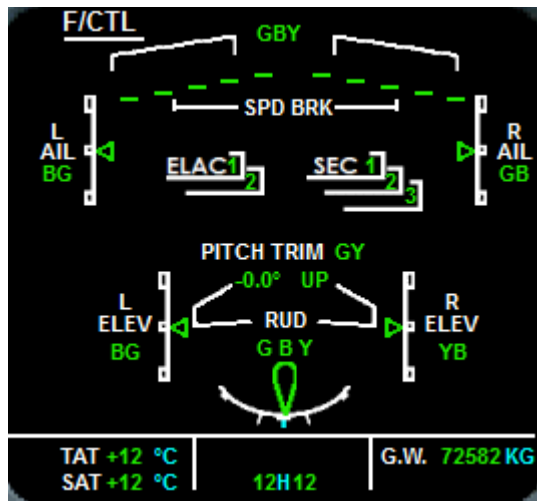 F/CTL
GBY
SPD BRK
L AIL BG
R AIL GB
ELAC 1 2
SEC 1 2 3
PITCH TRIM GY
-0.0° UP
L ELEV BG
R ELEV YB
RUD
G B Y
TAT +12 °C
G.W. 72582 KG
SAT +12 °C
12H12